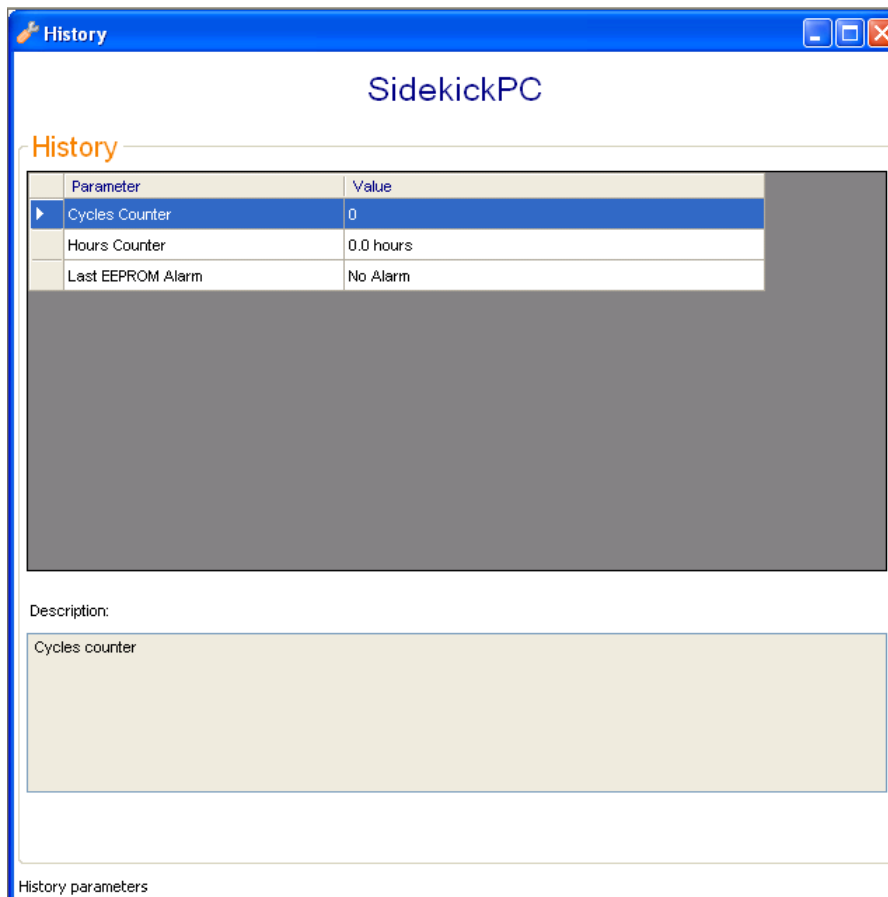 History
SidekickPC
History
Parameter Value
Cycles Counter 0
Hours Counter 0.0 hours
Last EEPROM Alarm No Alarm
Description:
Cycles counter
History parameters